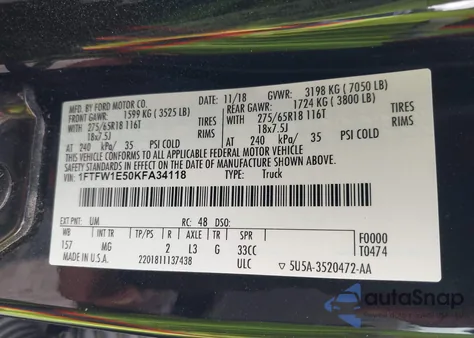 MFD. BY FORD MOTOR CO.
11/18 GVWR: 3198 KG ( 7050 LB)
FRONT GAWR: 1599 KG ( 3525 LB)
REAR GAWR: 1724 KG ( 3800 LB)
WITH 275/65R18 116T TIRES
WITH 275/65R18 116T TIRES
18x7.5J RIMS
18x7.5J RIMS
AT 240 kPa/ 35 PSI COLD
AT 240 kPa/ 35 PSI COLD
THIS VEHICLE CONFORMS TO ALL APPLICABLE FEDERAL MOTOR VEHICLE
SAFETY AND THEFT PREVENTION STANDARDS IN EFFECT ON THE
DATE OF MANUFACTURE SHOWN ABOVE.
VIN: 1FTFW1E50KFA34118 TYPE: Truck
EXT PNT: UM RC: 48 DSO:
WB INT TR TP/PS R AXLE TR SPR F0000
157 MG 2 L3 G 33CC T0474
MADE IN U.S.A. 2201811137438 ULC 5U5A-3520472-AA
autoSnap